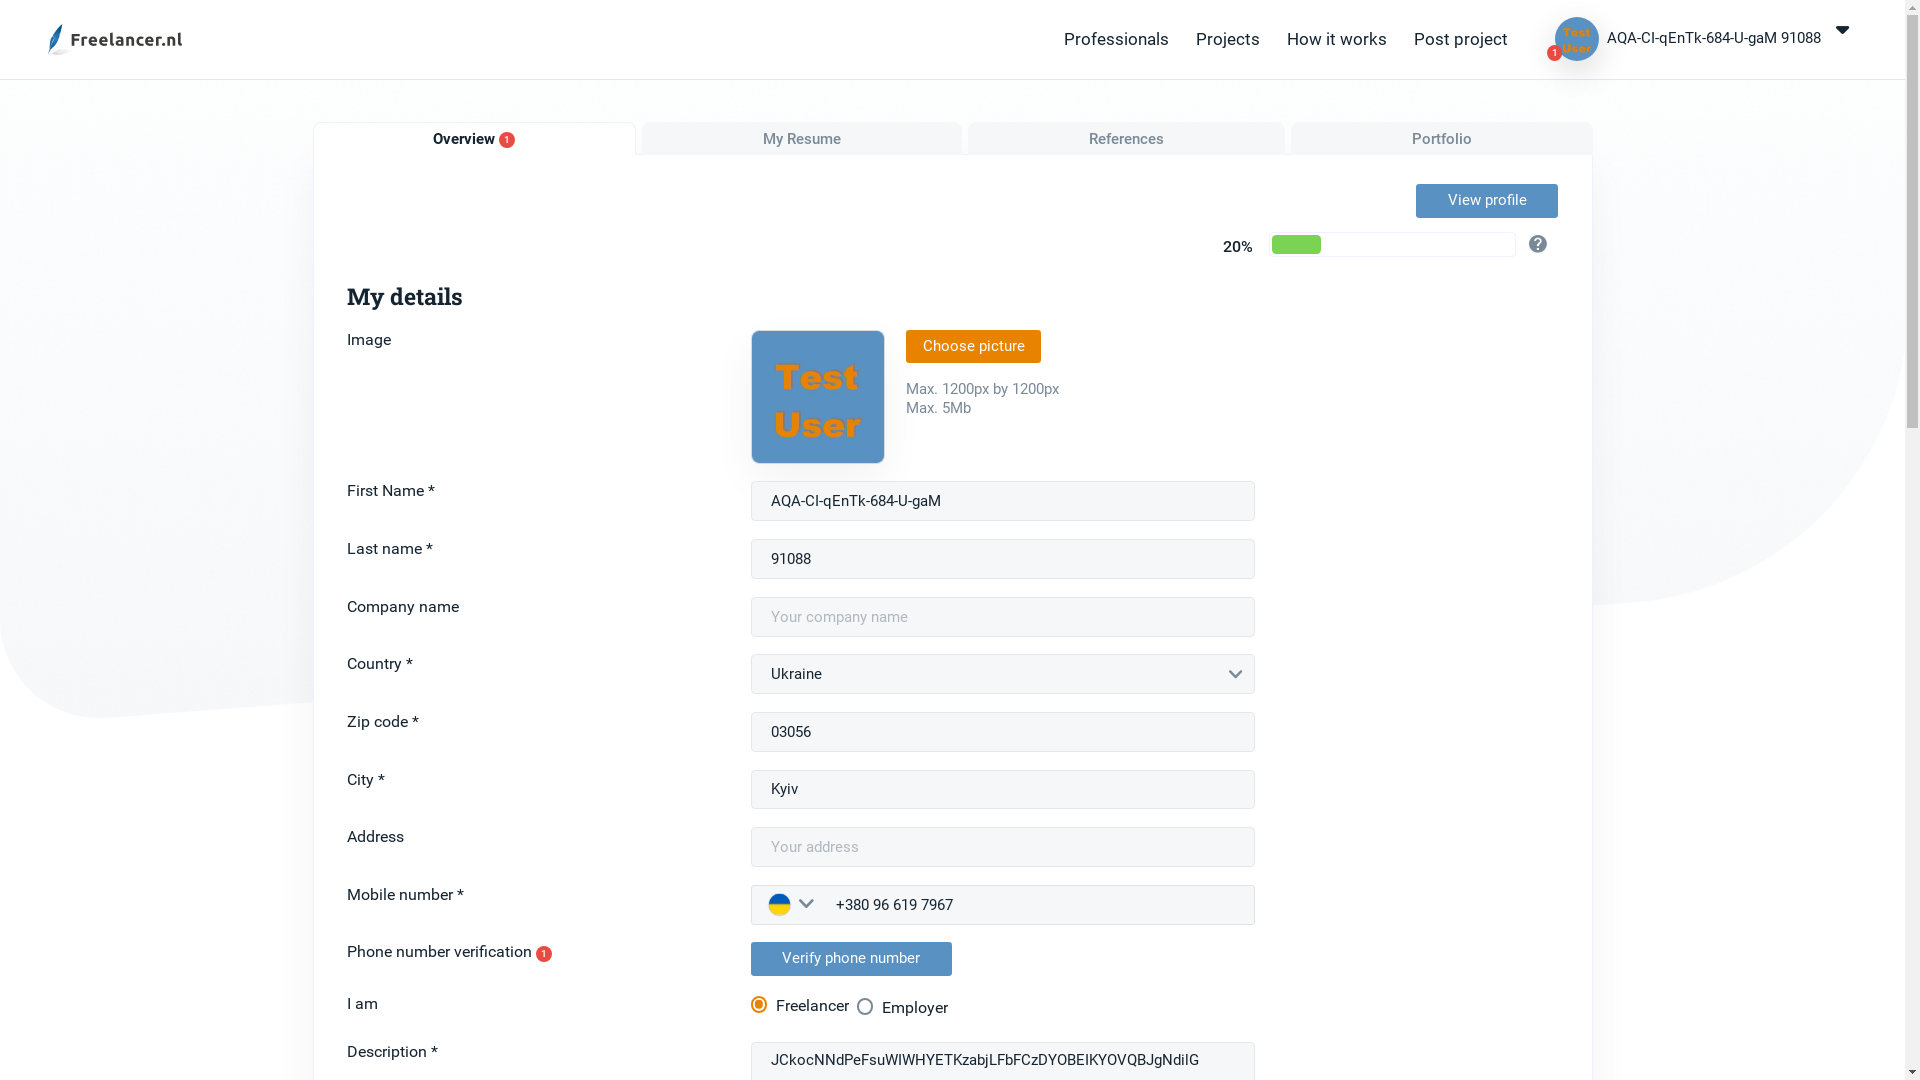 Freelancer.nl
Professionals Projects How it works Post project
Test User 1 AQA-CI-qEnTk-684-U-gaM 91088
Overview 1 My Resume References Portfolio
View profile
20% ?
My details
Image
Test
User
Choose picture
Max. 1200px by 1200px
Max. 5Mb
First Name * AQA-CI-qEnTk-684-U-gaM
Last name * 91088
Company name Your company name
Country * Ukraine
Zip code * 03056
City * Kyiv
Address Your address
Mobile number * +380 96 619 7967
Phone number verification 1 Verify phone number
I am Freelancer Employer
Description * JCkocNNdPeFsuWIWHYETKzabjLFbFCzDYOBEIKYOVQBJgNdilG